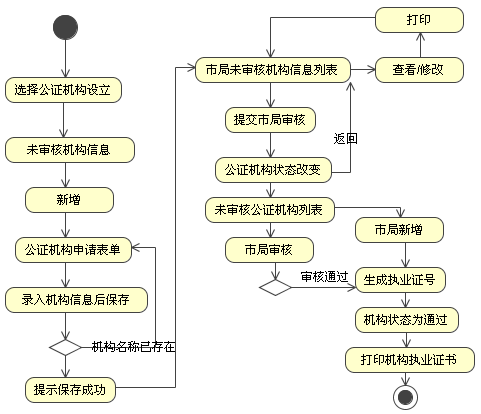 选择公证机构设立
未审核机构信息
新增
公证机构申请表单
录入机构信息后保存
机构名称已存在
提示保存成功
打印
市局未审核机构信息列表
查看/修改
提交市局审核
返回
公证机构状态改变
未审核公证机构列表
市局新增
市局审核
审核通过
生成执业证号
机构状态为通过
打印机构执业证书